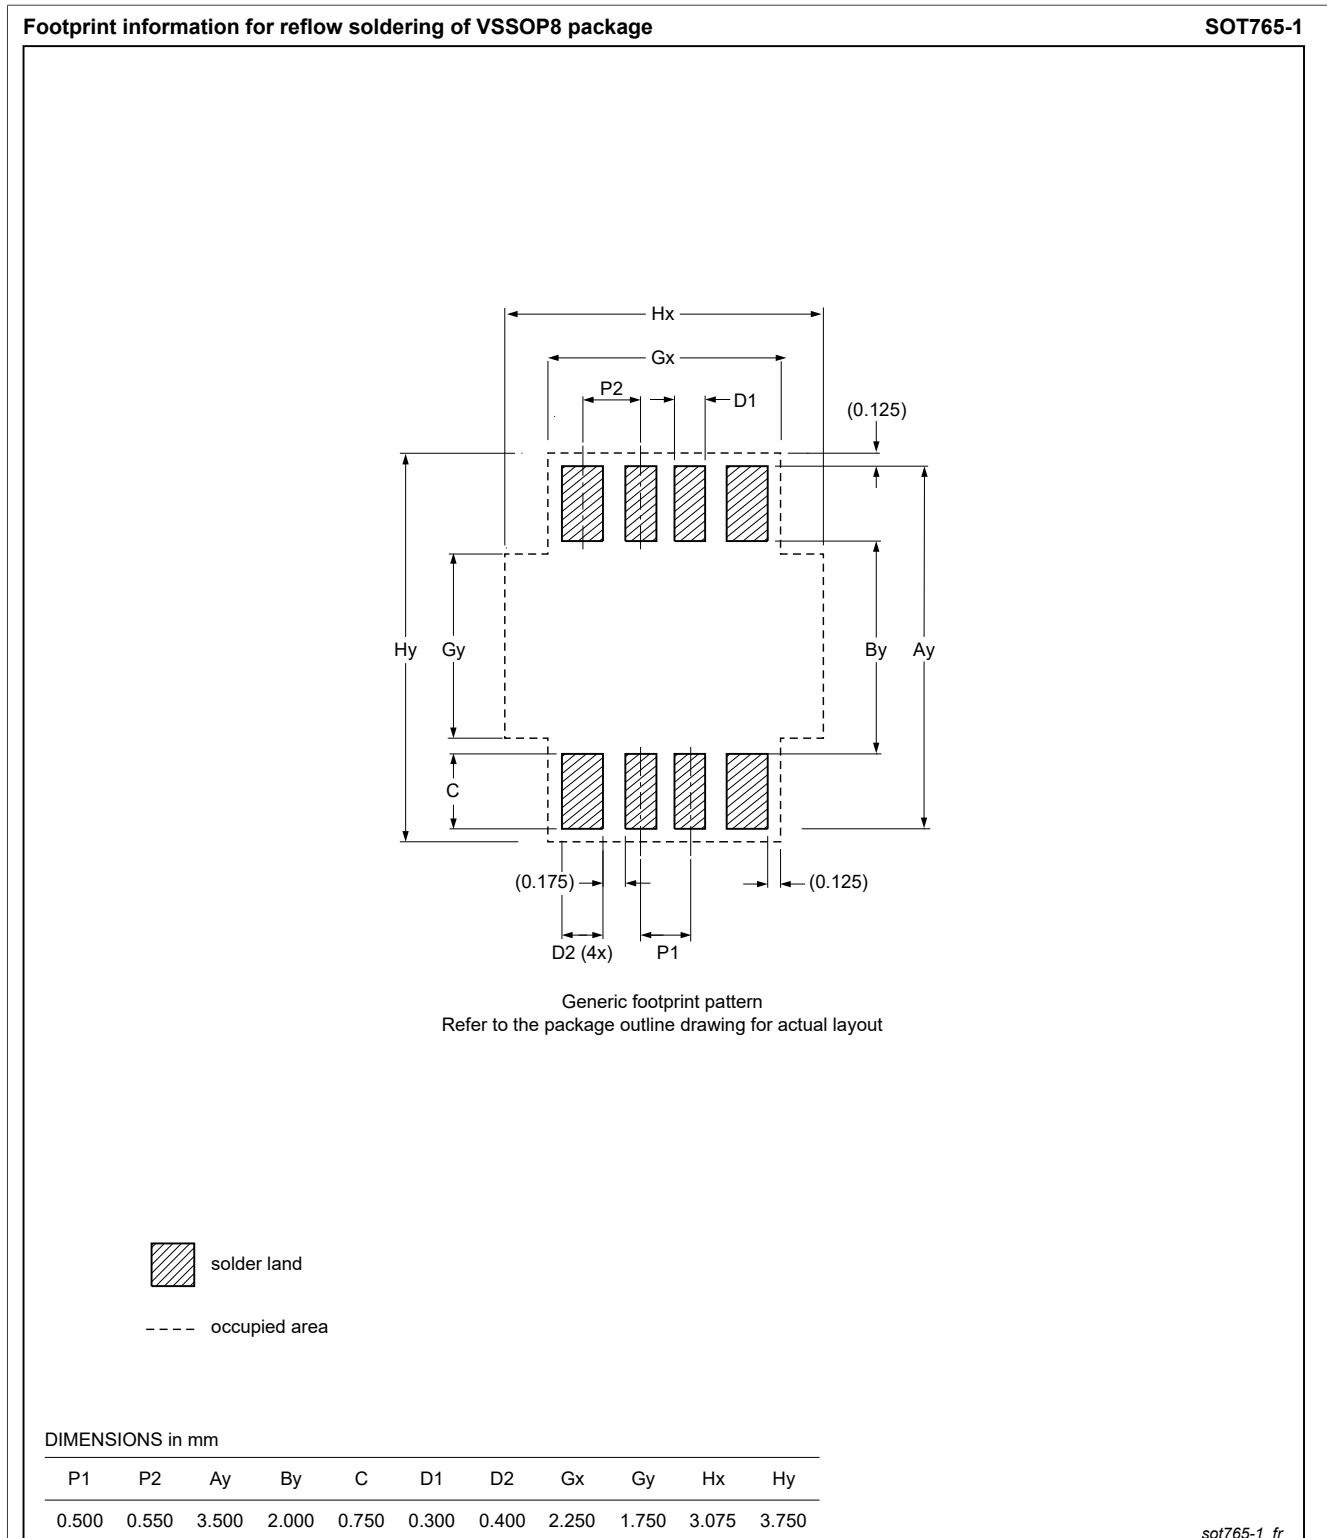 Footprint information for reflow soldering of VSSOP8 package SOT765-1
Hx
Gx
P2 D1
(0.125)
Hy Gy By Ay
C
(0.175) (0.125)
D2 (4x) P1
Generic footprint pattern
Refer to the package outline drawing for actual layout
solder land
occupied area
DIMENSIONS in mm
P1 P2 Ay By C D1 D2 Gx Gy Hx Hy
0.500 0.550 3.500 2.000 0.750 0.300 0.400 2.250 1.750 3.075 3.750
sot765-1_fr